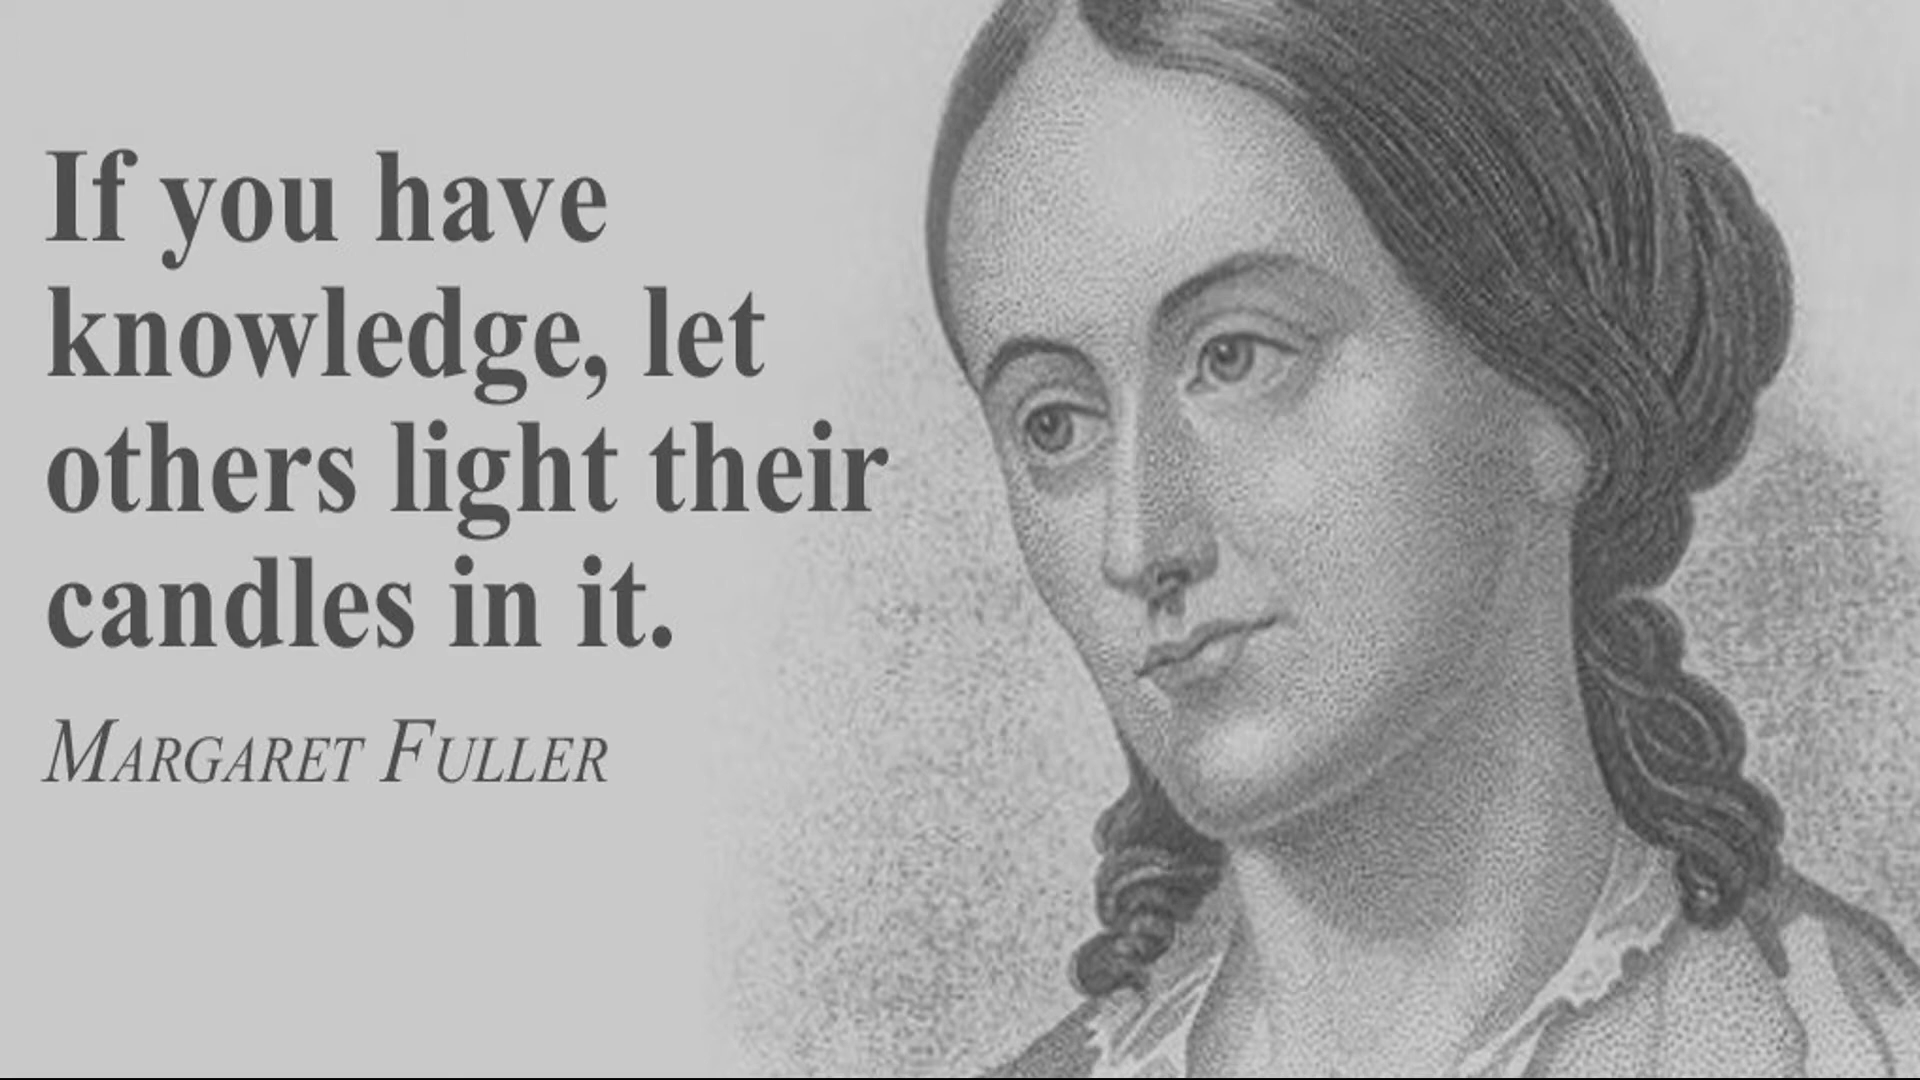 If you have
knowledge, let
others light their
candles in it.
MARGARET FULLER